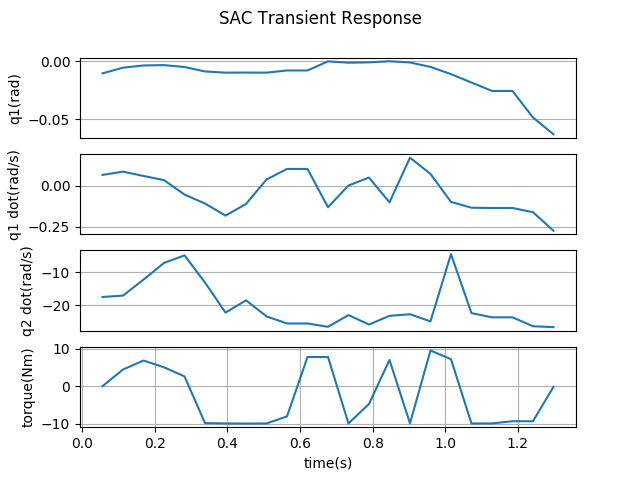 SAC Transient Response
q1(rad)
0.00
−0.05
q1 dot(rad/s)
0.00
−0.25
q2 dot(rad/s)
−10
−20
torque(Nm)
10
0
−10
0.0 0.2 0.4 0.6 0.8 1.0 1.2
time(s)